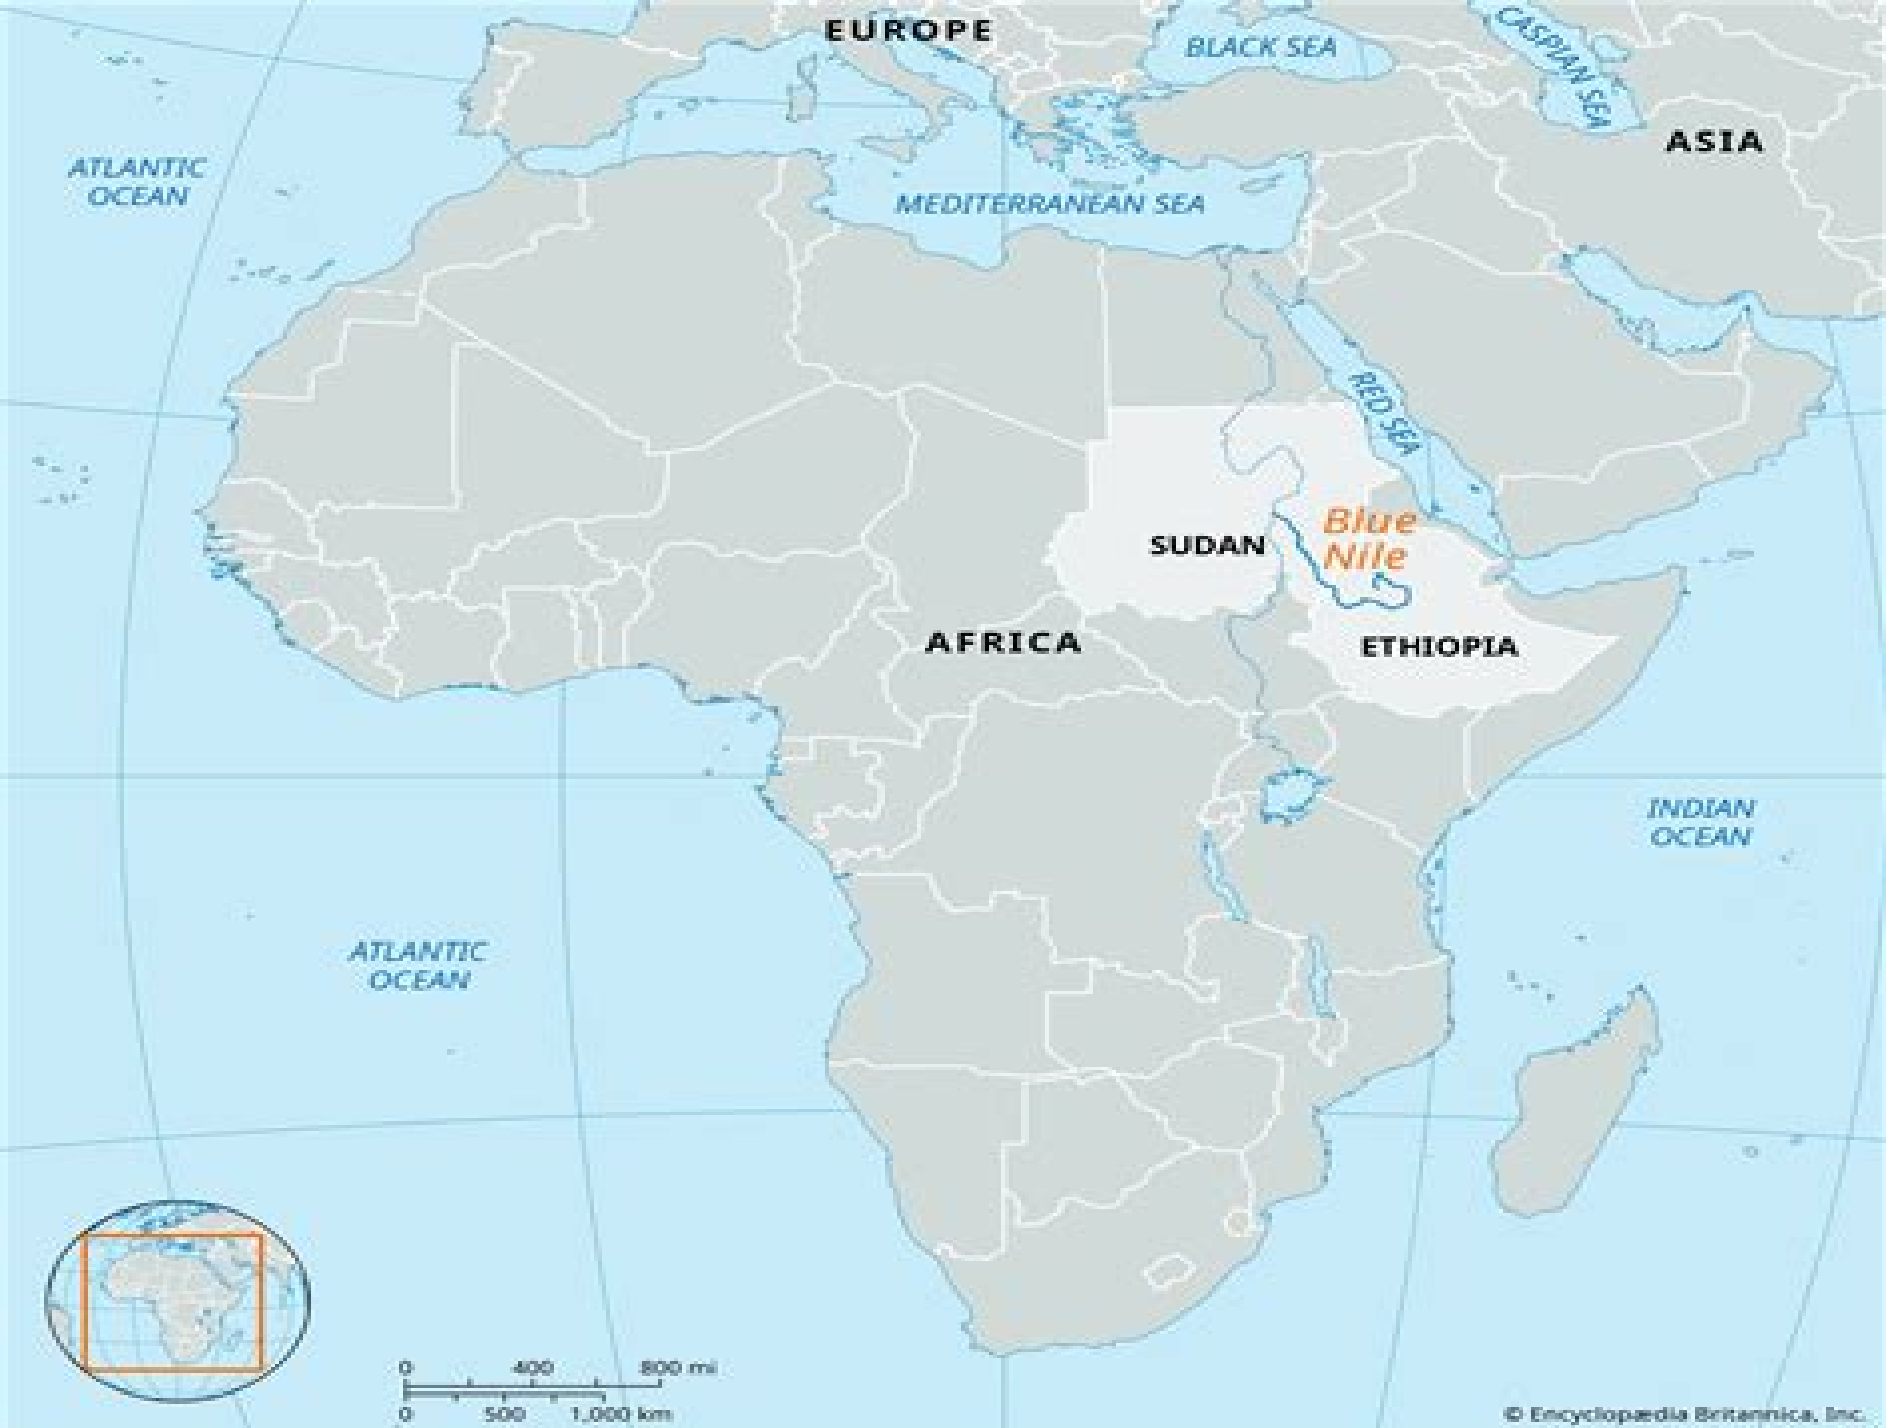 EUROPE
BLACK SEA
CASPIAN SEA
ASIA
ATLANTIC
OCEAN
MEDITERRANEAN SEA
RED SEA
Blue
Nile
SUDAN
AFRICA
ETHIOPIA
INDIAN
OCEAN
ATLANTIC
OCEAN
0 400 800 mi
0 500 1,000 km
© Encyclopædia Britannica, Inc.